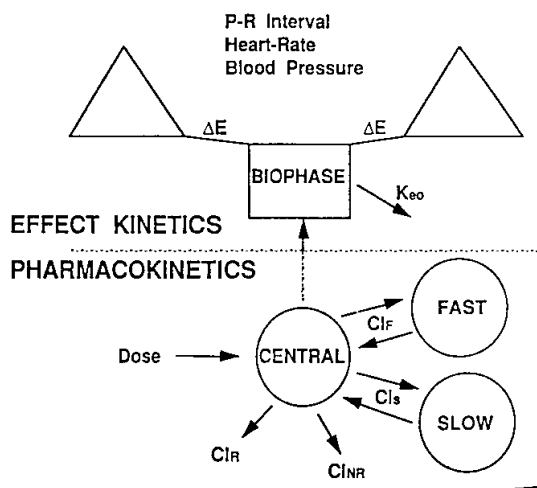 P-R Interval
Heart-Rate
Blood Pressure
ΔE
ΔE
BIOPHASE
Keo
EFFECT KINETICS
PHARMACOKINETICS
FAST
ClF
Dose
CENTRAL
Cls
SLOW
ClR
ClNR